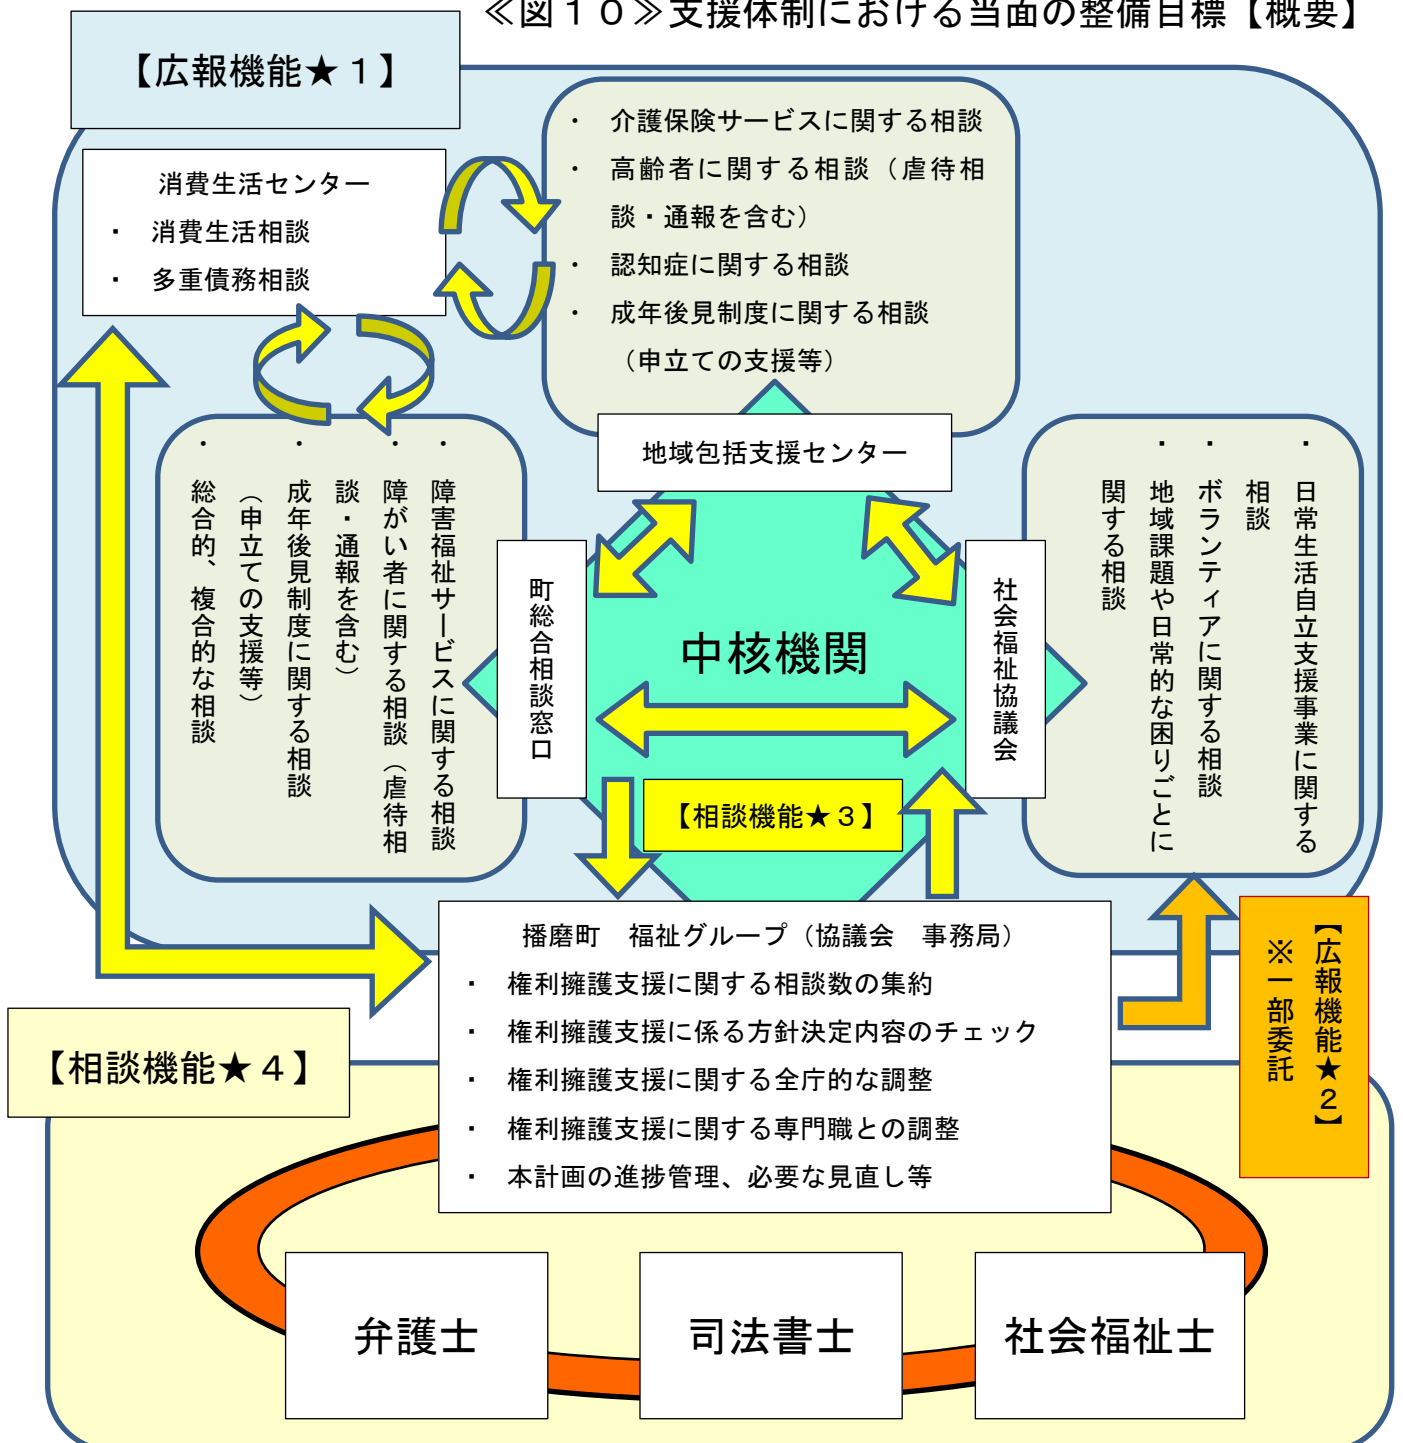 ≪図１０≫支援体制における当面の整備目標【概要】
【広報機能★１】
消費生活センター
・ 消費生活相談
・ 多重債務相談
・ 介護保険サービスに関する相談
・ 高齢者に関する相談（虐待相
談・通報を含む）
・ 認知症に関する相談
・ 成年後見制度に関する相談
（申立ての支援等）
地域包括支援センター
・ 障害福祉サービスに関する相談
・ 障がい者に関する相談（虐待相
談・通報を含む）
・ 成年後見制度に関する相談
（申立ての支援等）
・ 総合的、複合的な相談
町総合相談窓口
中核機関
社会福祉協議会
・ 日常生活自立支援事業に関する
相談
・ ボランティアに関する相談
・ 地域課題や日常的な困りごとに
関する相談
【相談機能★３】
播磨町　福祉グループ（協議会　事務局）
・ 権利擁護支援に関する相談数の集約
・ 権利擁護支援に係る方針決定内容のチェック
・ 権利擁護支援に関する全庁的な調整
・ 権利擁護支援に関する専門職との調整
・ 本計画の進捗管理、必要な見直し等
【広報機能★２】
※一部委託
【相談機能★４】
弁護士
司法書士
社会福祉士